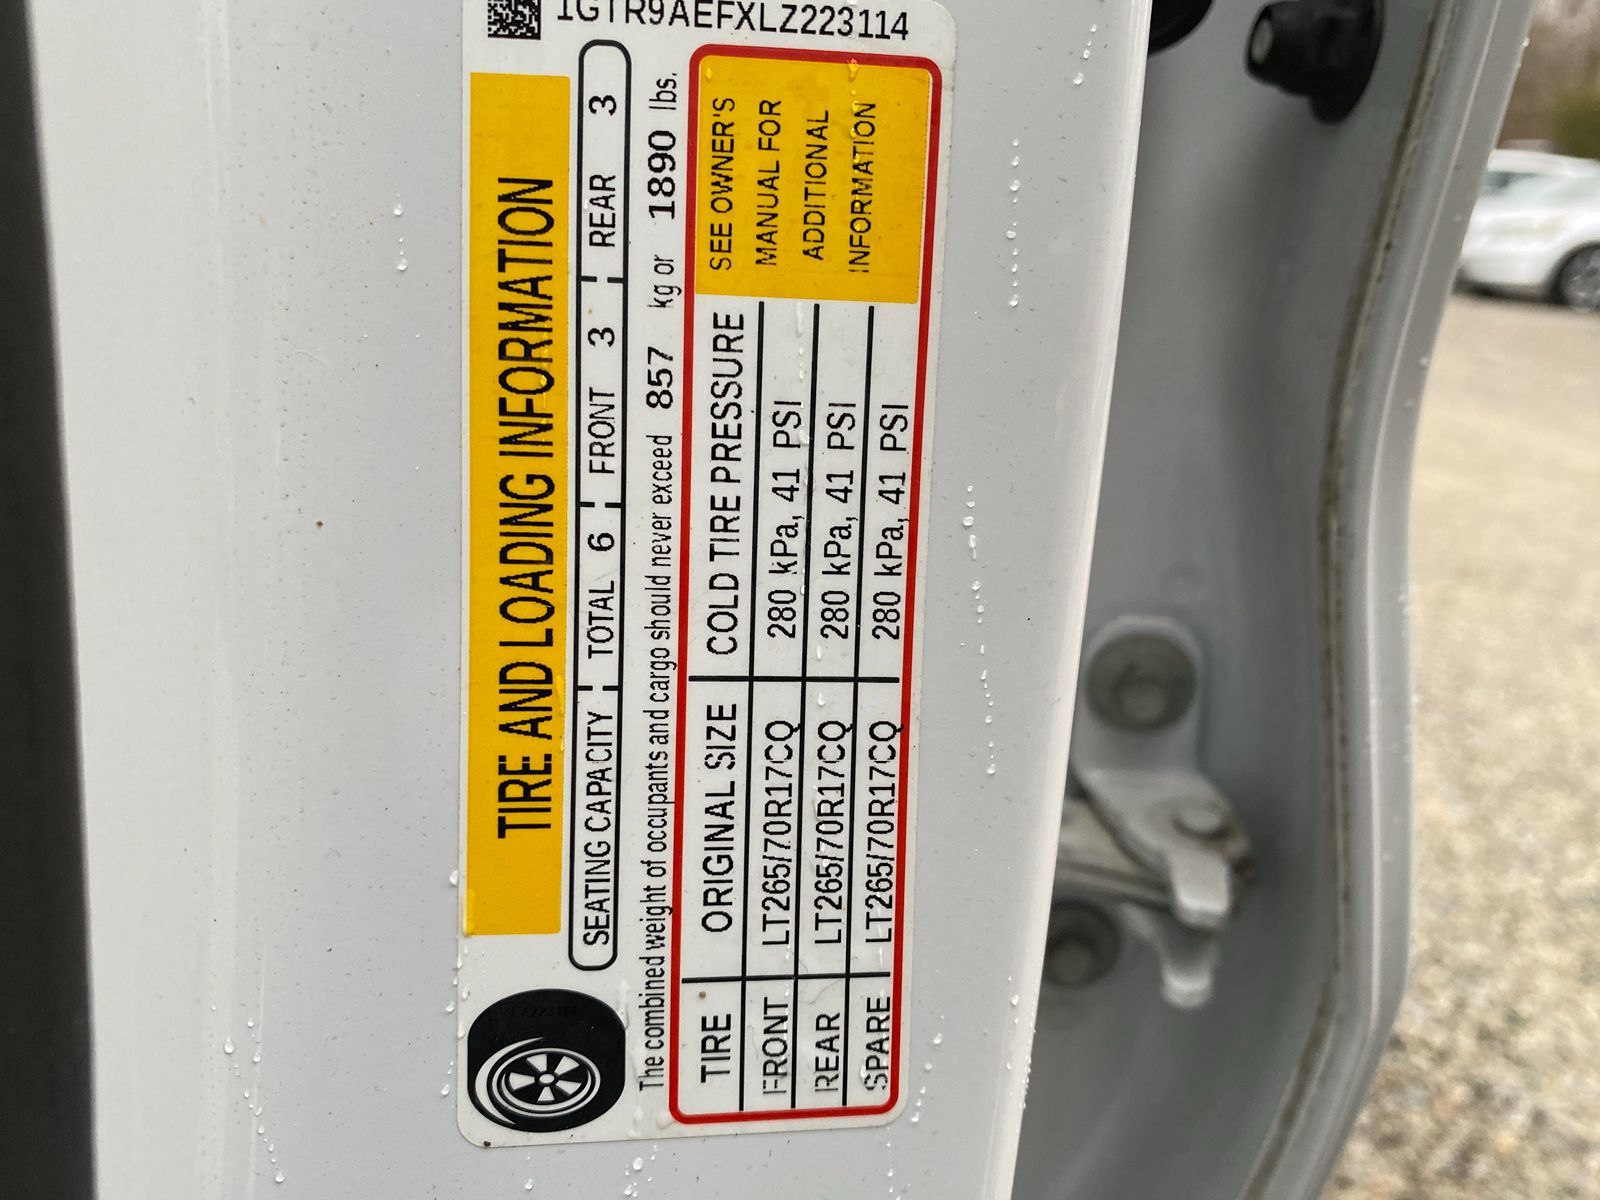 1GTR9AEFXLZ223114
TIRE AND LOADING INFORMATION
SEATING CAPACITY TOTAL 6 FRONT 3 REAR 3
The combined weight of occupants and cargo should never exceed 857 kg or 1890 lbs.
TIRE ORIGINAL SIZE COLD TIRE PRESSURE
FRONT LT265/70R17CQ 280 kPa, 41 PSI
REAR LT265/70R17CQ 280 kPa, 41 PSI
SPARE LT265/70R17CQ 280 kPa, 41 PSI
SEE OWNER'S
MANUAL FOR
ADDITIONAL
INFORMATION